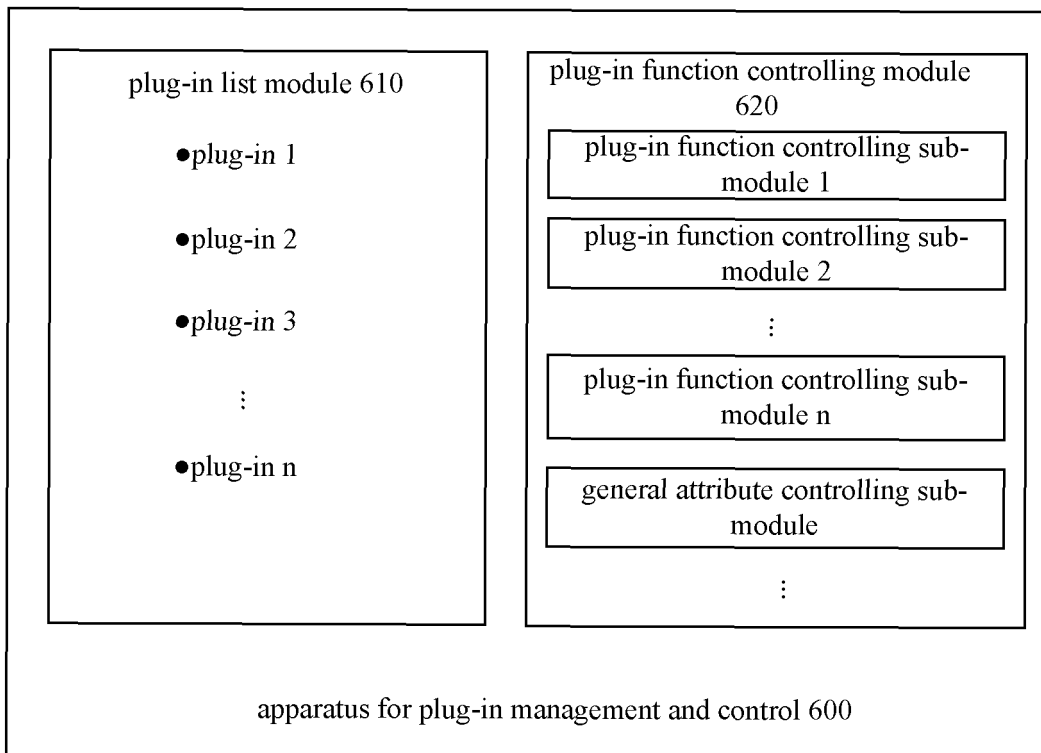 plug-in list module 610
●plug-in 1
●plug-in 2
●plug-in 3
⋮
●plug-in n
plug-in function controlling module
620
plug-in function controlling sub-
module 1
plug-in function controlling sub-
module 2
⋮
plug-in function controlling sub-
module n
general attribute controlling sub-
module
⋮
apparatus for plug-in management and control 600